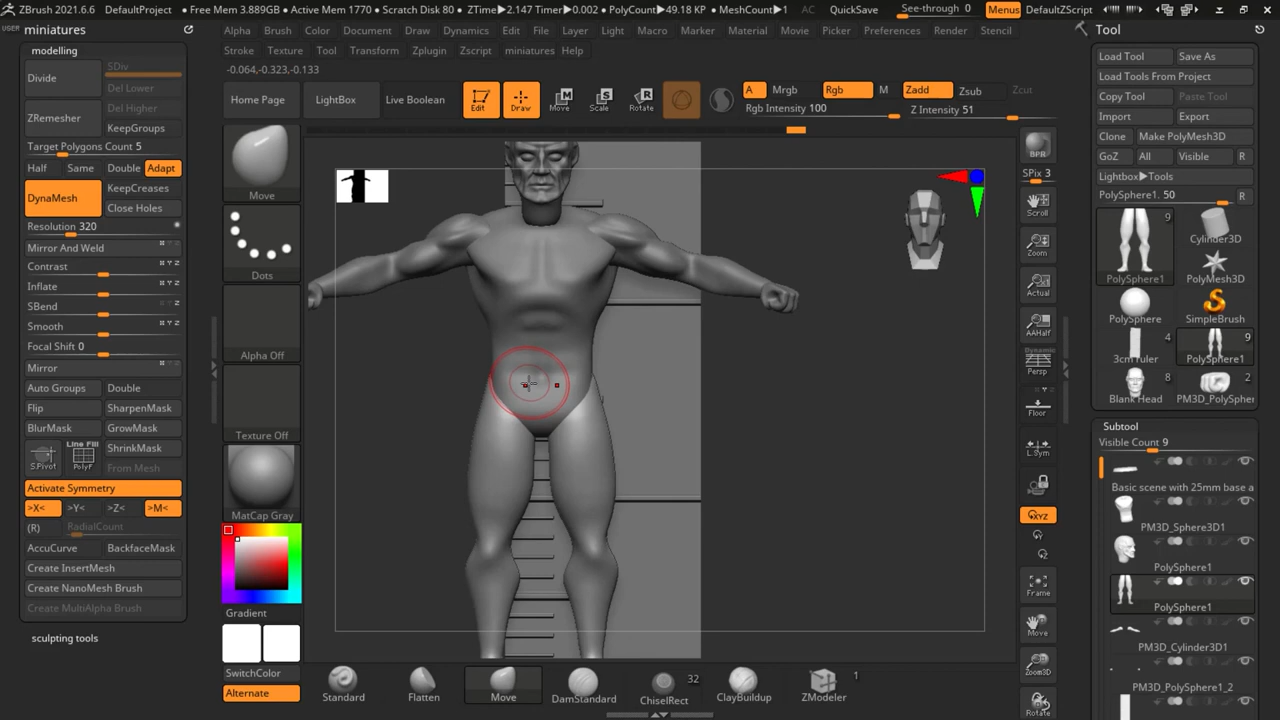 ZBrush 2021.6.6 DefaultProject • Free Mem 3.889GB • Active Mem 1770 • Scratch Disk 80 • ZTime▶2.147 Timer▶0.002 • PolyCount▶49.18 KP • MeshCount▶1 AC QuickSave See-through 0 Menus DefaultZScript
USER miniatures
Alpha Brush Color Document Draw Dynamics Edit File Layer Light Macro Marker Material Movie Picker Preferences Render Stencil
Stroke Texture Tool Transform Zplugin Zscript miniatures Help
-0.064,-0.323,-0.133
Home Page LightBox Live Boolean Edit Draw Move Scale Rotate A Mrgb Rgb M Zadd Zsub Zcut
Rgb Intensity 100 Z Intensity 51
modelling
Divide SDiv
Del Lower
Del Higher
ZRemesher KeepGroups
Target Polygons Count 5
Half Same Double Adapt
DynaMesh KeepCreases
Close Holes
Resolution 320
Mirror And Weld
Contrast
Inflate
SBend
Smooth
Focal Shift 0
Mirror
Auto Groups Double
Flip SharpenMask
BlurMask GrowMask
S.Pivot Line Fill PolyF ShrinkMask
From Mesh
Activate Symmetry
>X< >Y< >Z< >M<
(R) RadialCount
AccuCurve BackfaceMask
Create InsertMesh
Create NanoMesh Brush
Create MultiAlpha Brush
sculpting tools
Move
Dots
Alpha Off
Texture Off
MatCap Gray
Gradient
SwitchColor
Alternate
Standard Flatten Move DamStandard ChiselRect 32 ClayBuildup ZModeler 1
BPR
SPix 3
Scroll
Zoom
Actual
AAHalf
Dynamic
Persp
Floor
L.Sym
XYZ
Frame
Move
Zoom3D
Rotate
Tool
Load Tool Save As
Load Tools From Project
Copy Tool Paste Tool
Import Export
Clone Make PolyMesh3D
GoZ All Visible R
Lightbox▶Tools
PolySphere1. 50 R
9
PolySphere1 Cylinder3D
PolyMesh3D
PolySphere SimpleBrush
4 9
3cm ruler PolySphere1
8 2
Blank Head PM3D_PolySpher
Subtool
Visible Count 9
Basic scene with 25mm base a
PM3D_Sphere3D1
PolySphere1
PolySphere1
PM3D_Cylinder3D1
PM3D_PolySphere1_2